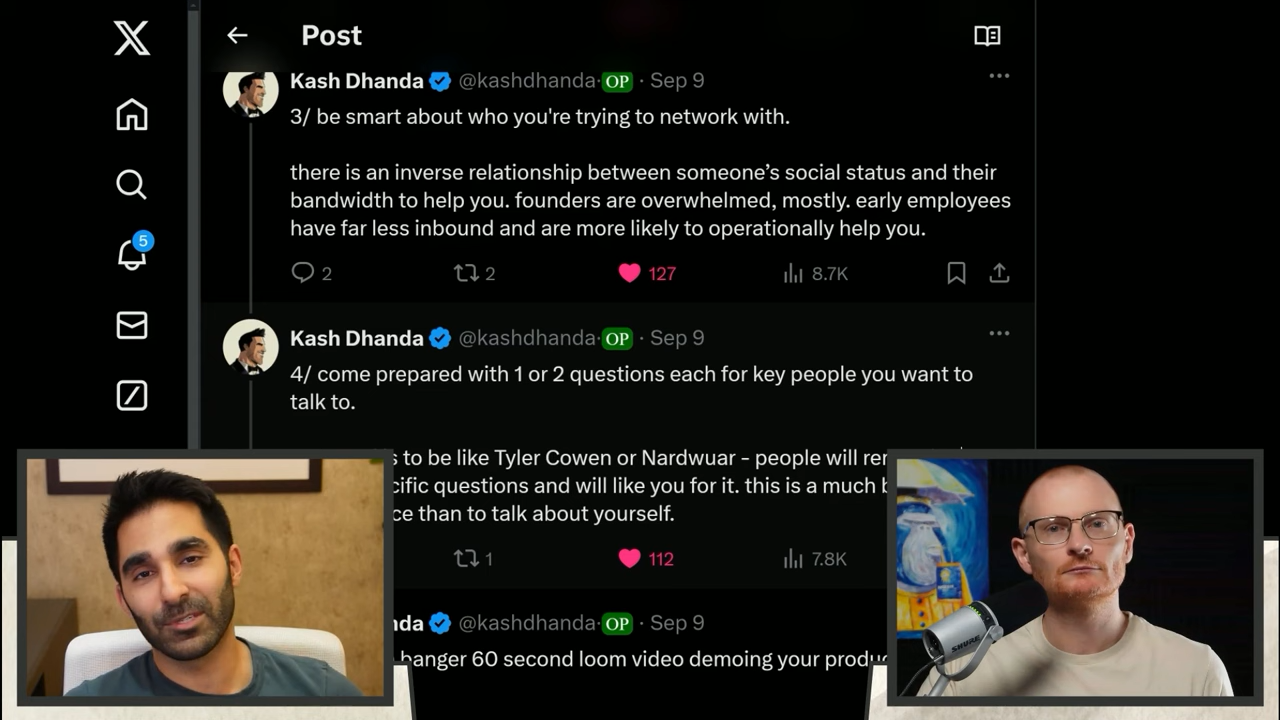 Post
5
Kash Dhanda @kashdhanda· OP · Sep 9
3/ be smart about who you're trying to network with.
there is an inverse relationship between someone’s social status and their
bandwidth to help you. founders are overwhelmed, mostly. early employees
have far less inbound and are more likely to operationally help you.
2 2 127 8.7K
Kash Dhanda @kashdhanda· OP · Sep 9
4/ come prepared with 1 or 2 questions each for key people you want to
talk to.
to be like Tyler Cowen or Nardwuar - people will
questions and will like you for it. this is a much
than to talk about yourself.
1 112 7.8K
@kashdhanda· OP · Sep 9
banger 60 second loom video demoing your
SHURE